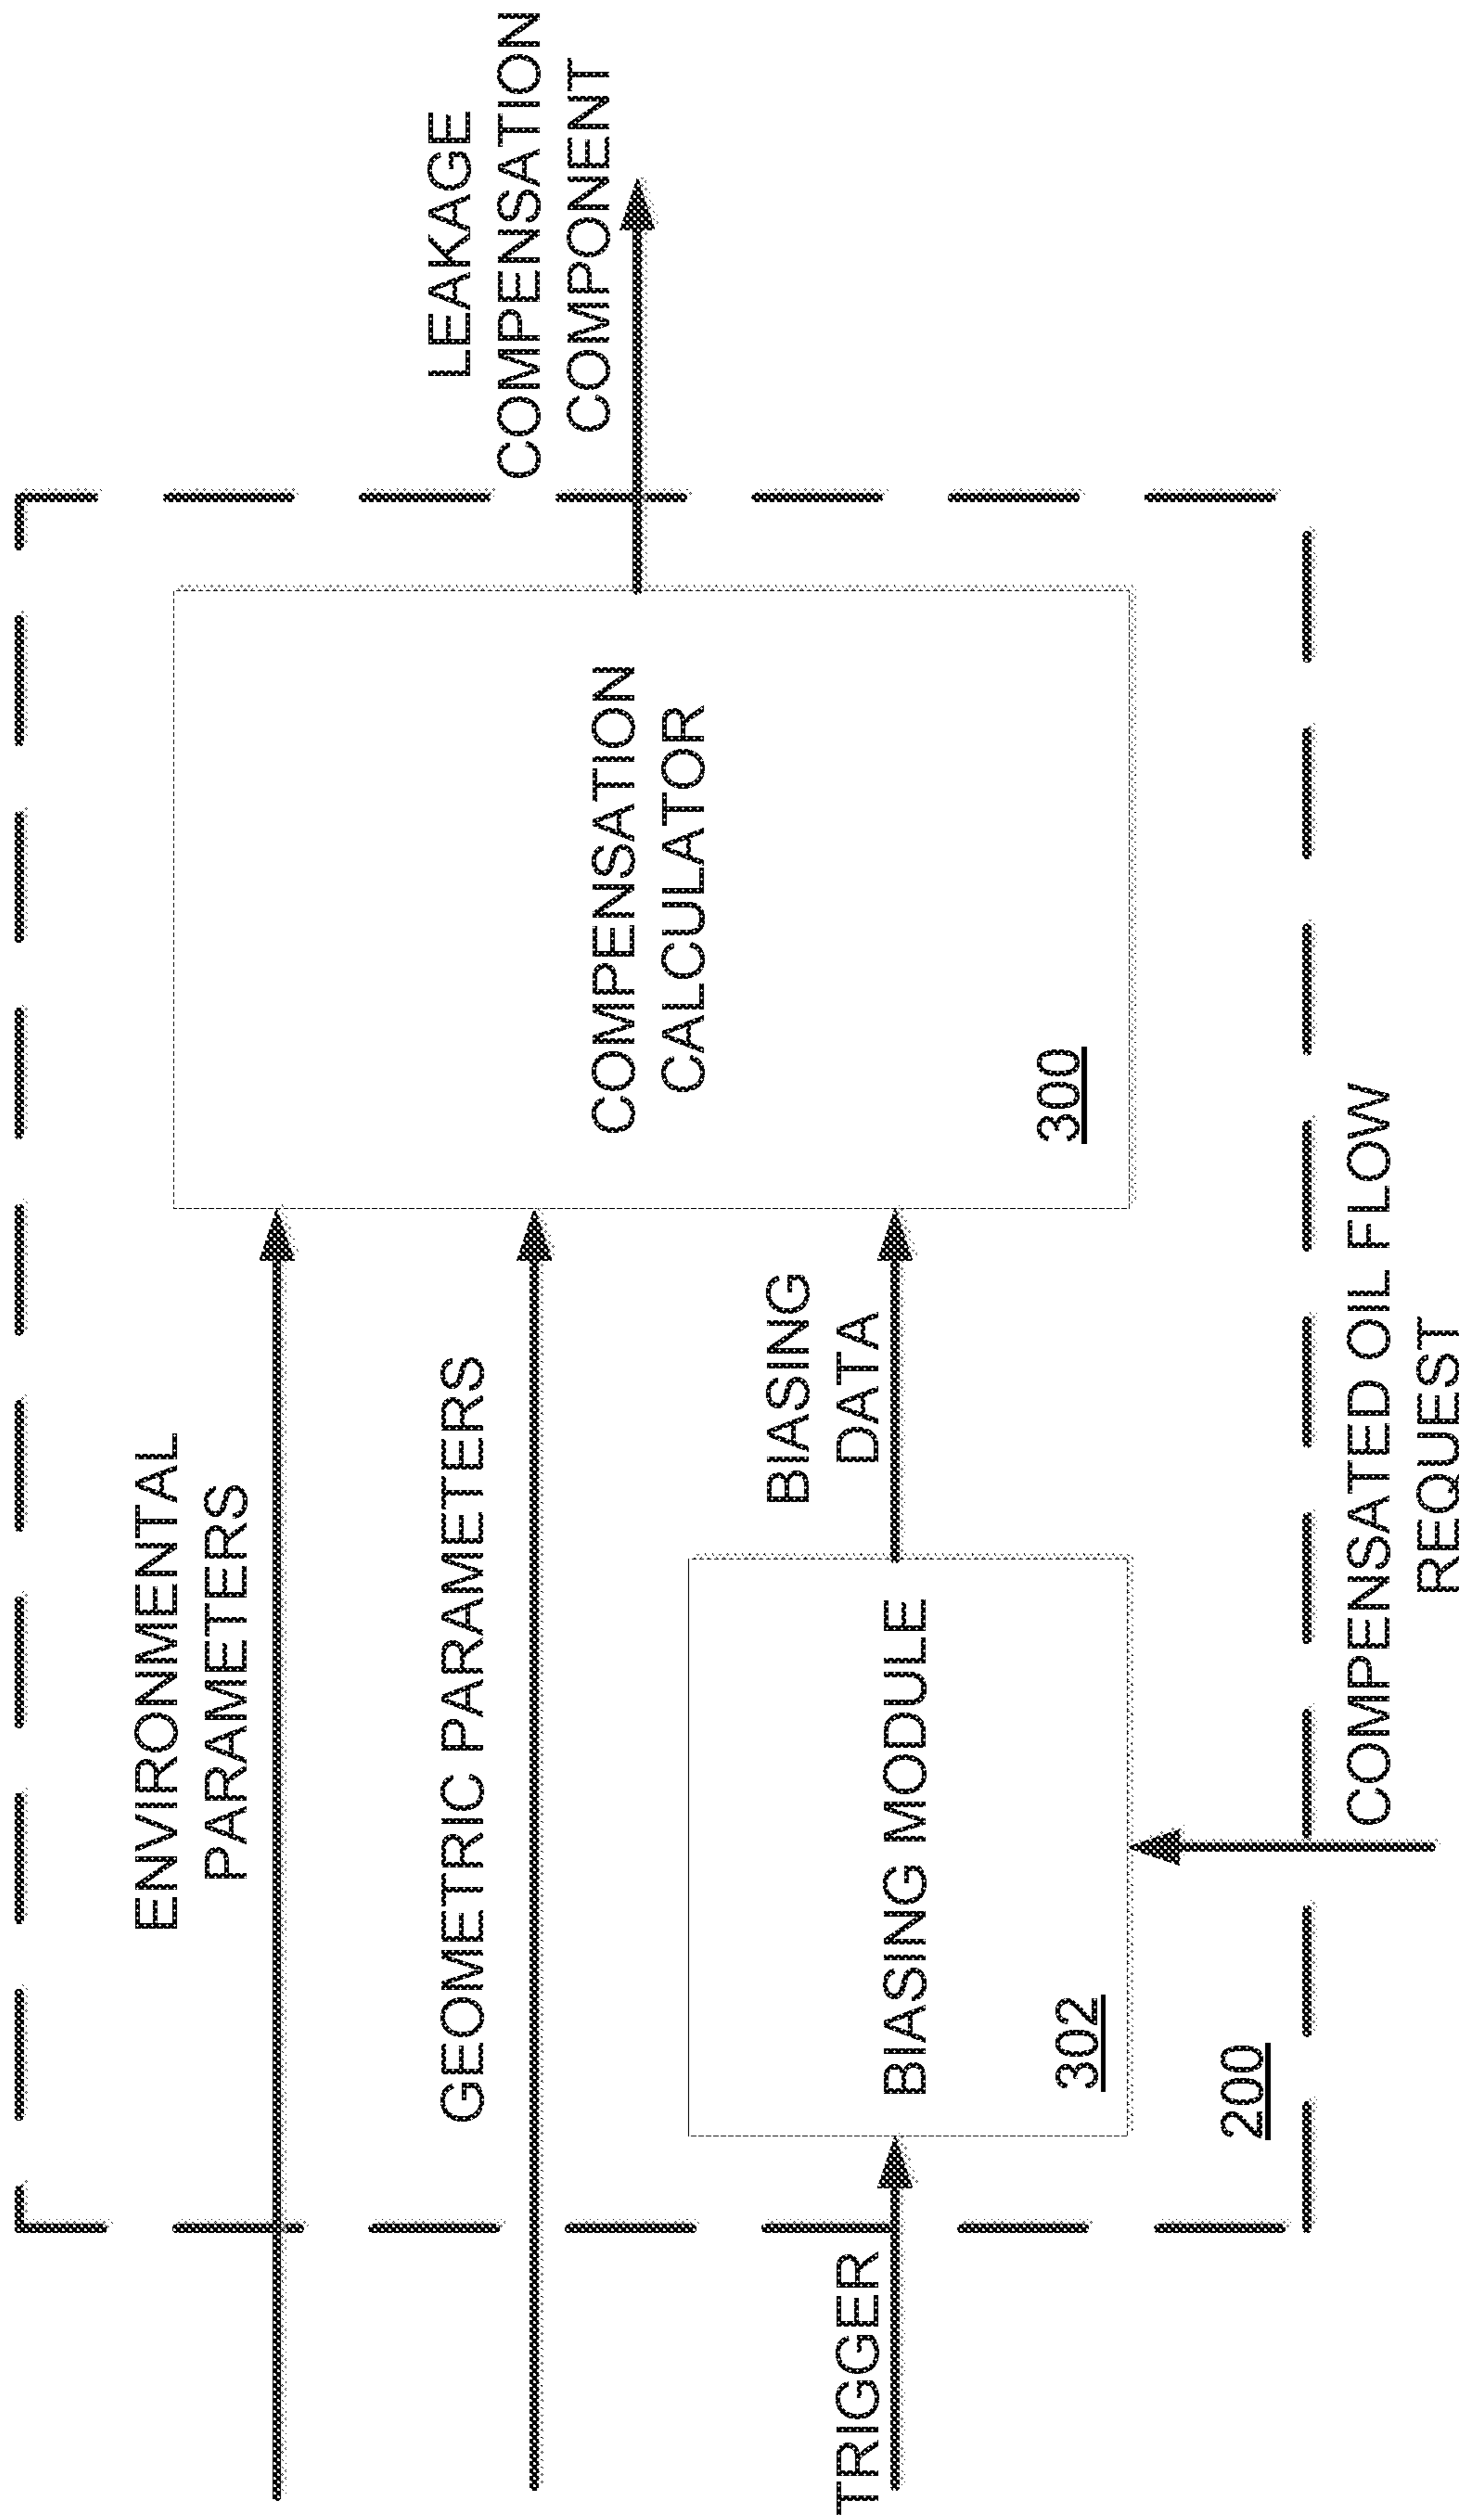 ENVIRONMENTAL
PARAMETERS
GEOMETRIC PARAMETERS
TRIGGER
BIASING MODULE
302
BIASING
DATA
COMPENSATION
CALCULATOR
300
LEAKAGE
COMPENSATION
COMPONENT
200
COMPENSATED OIL FLOW
REQUEST